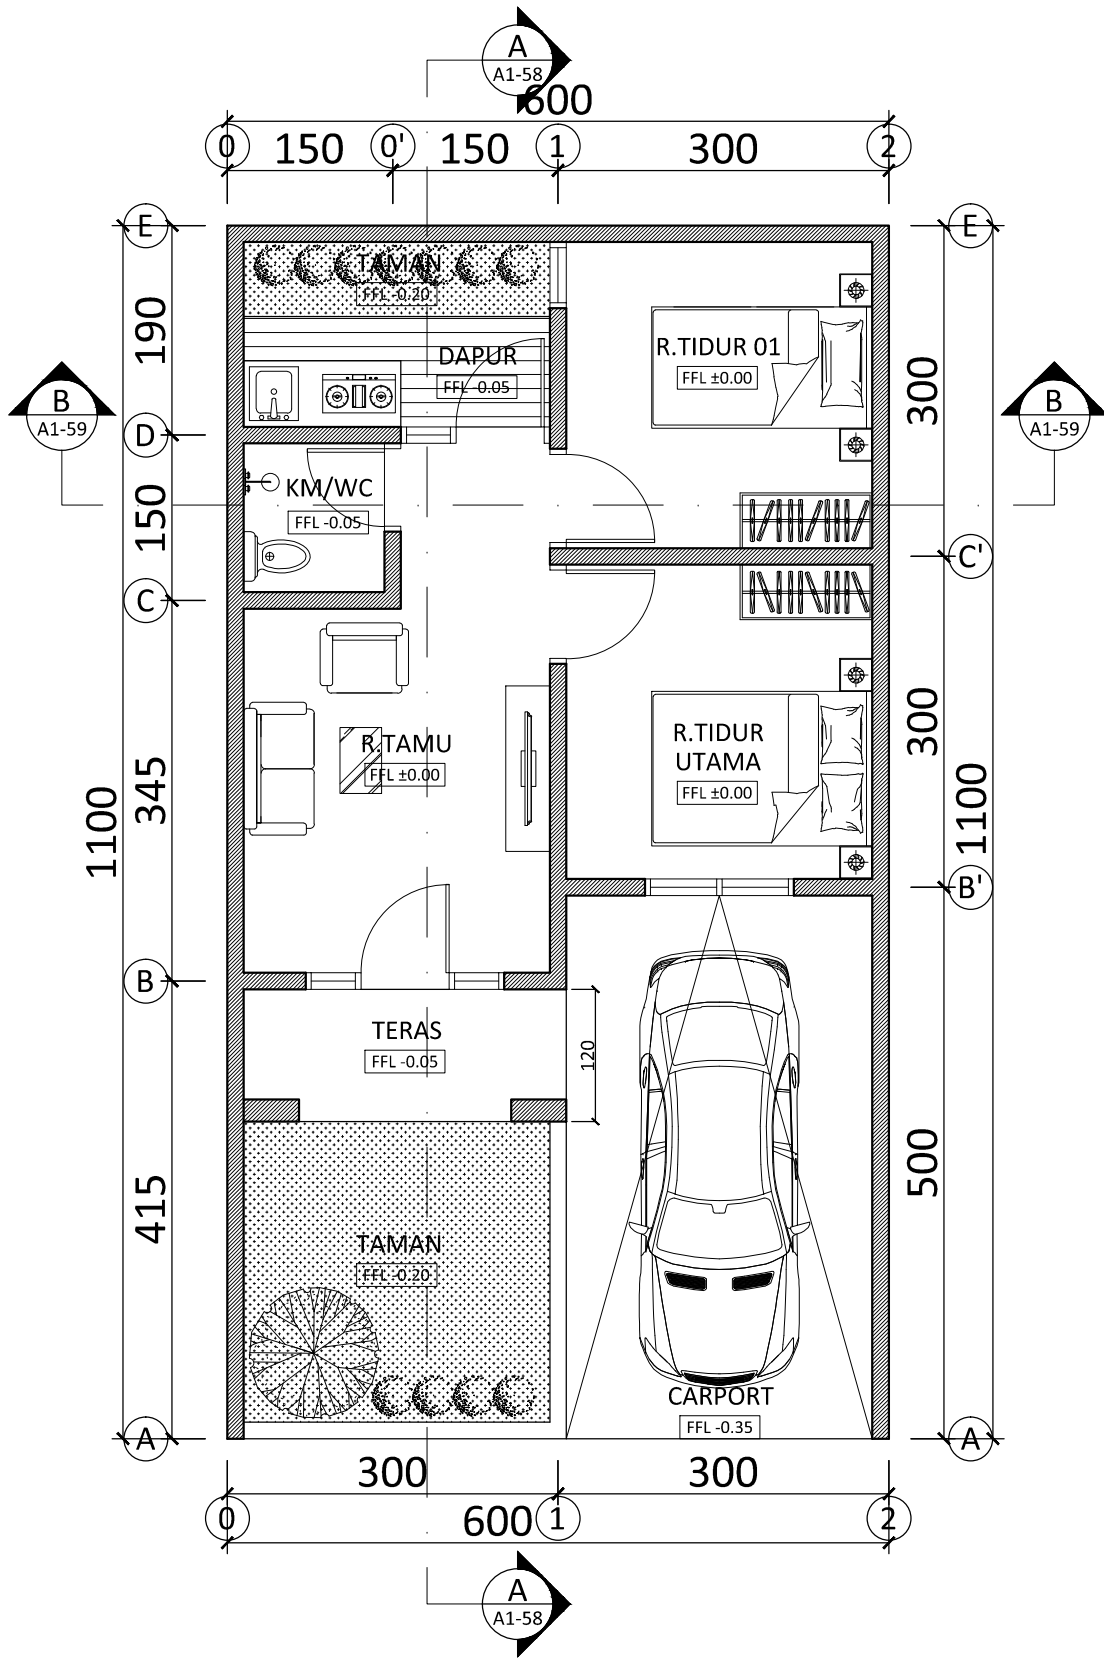 A
A1-58
600
0
150
0'
150
1
300
2
E
E
TAMAN
FFL -0.20
190
DAPUR
FFL -0.05
R.TIDUR 01
FFL ±0.00
300
B
A1-59
B
A1-59
D
KM/WC
FFL -0.05
150
C'
C
R.TAMU
FFL ±0.00
R.TIDUR
UTAMA
FFL ±0.00
300
345
1100
1100
B'
B
TERAS
FFL -0.05
120
500
415
TAMAN
FFL -0.20
CARPORT
FFL -0.35
A
A
300
300
0
600
1
2
A
A1-58